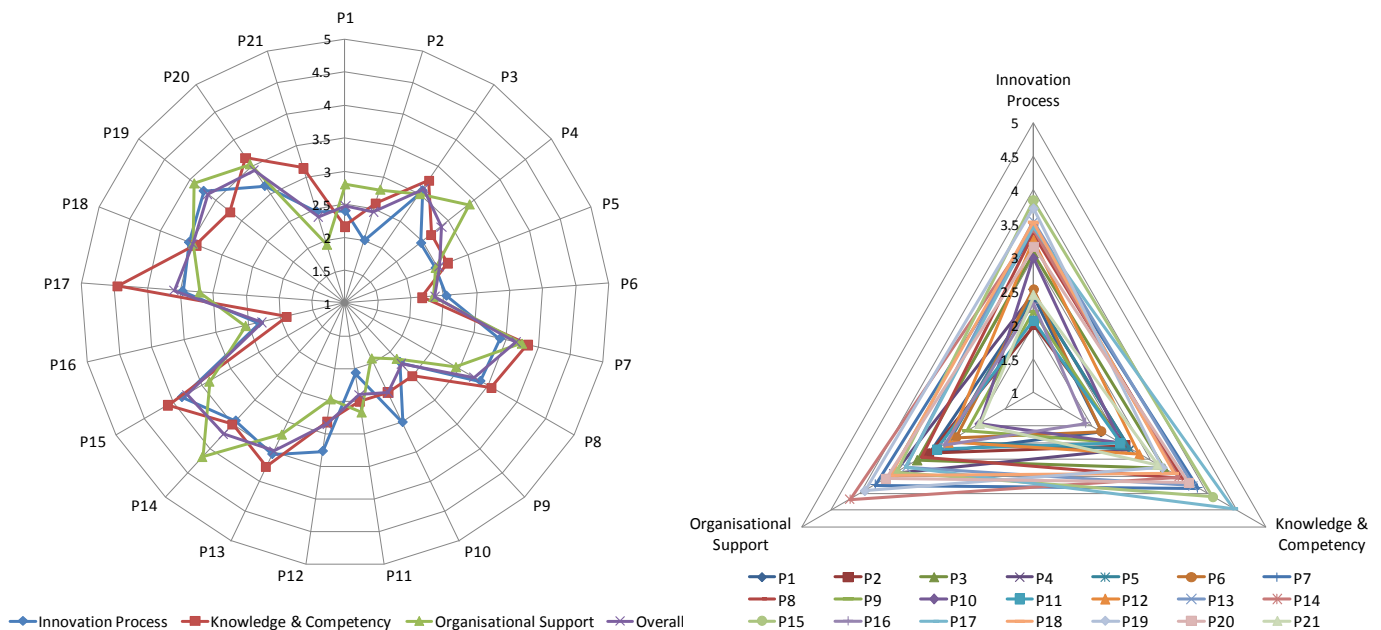 P1
P2
P3
P4
P5
P6
P7
P8
P9
P10
P11
P12
P13
P14
P15
P16
P17
P18
P19
P20
P21
5
4.5
4
3.5
3
2.5
2
1.5
1
Innovation Process
Knowledge & Competency
Organisational Support
Overall
Innovation
Process
5
4.5
4
3.5
3
2.5
2
1.5
1
Organisational
Support
Knowledge &
Competency
P1 P2 P3 P4 P5 P6 P7
P8 P9 P10 P11 P12 P13 P14
P15 P16 P17 P18 P19 P20 P21